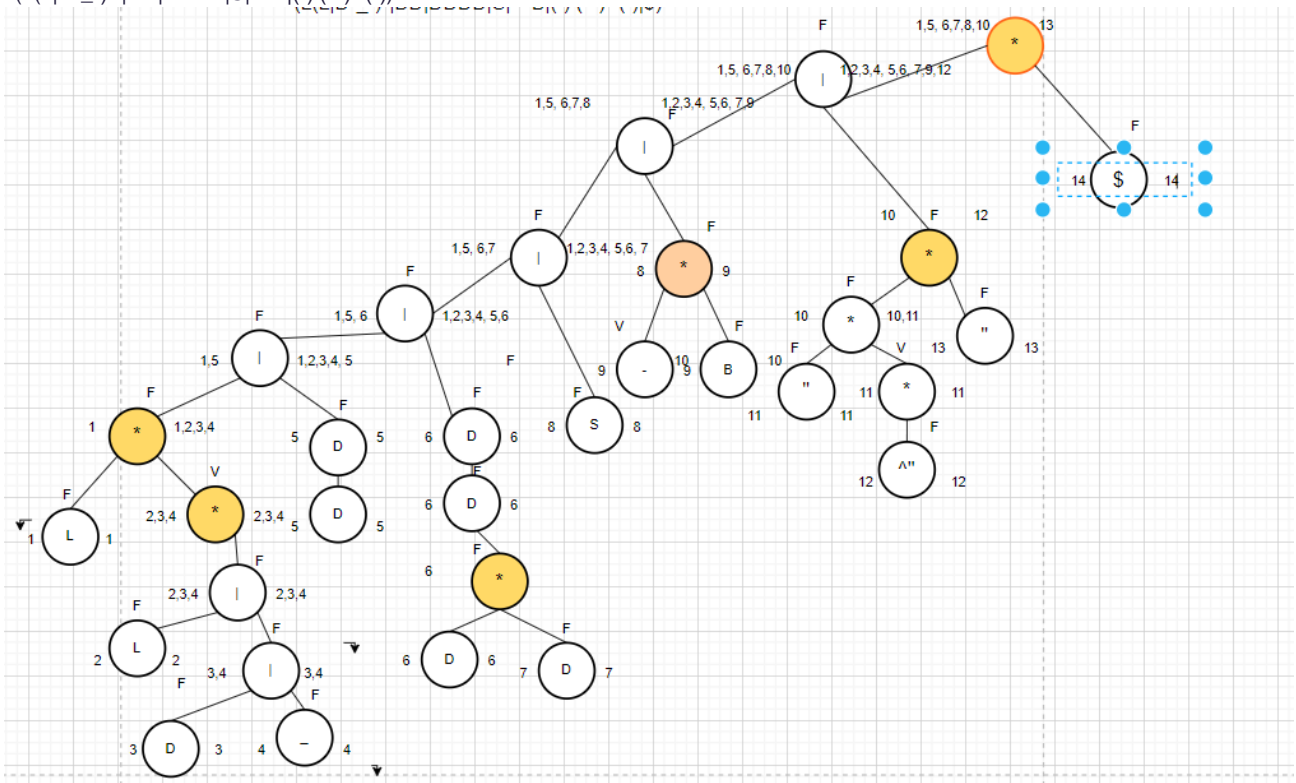 F 1,5, 6,7,8,10 * 13
1,5, 6,7,8,10 | 1,2,3,4, 5,6, 7,9,12
1,5, 6,7,8 1,2,3,4, 5,6, 7,9
F
| F
14 $ 14
F F 10 F 12
1,5, 6,7 | 1,2,3,4, 5,6, 7 *
F 8 * 9 F F
1,5, 6 | 1,2,3,4, 5,6 10 * 10,11 "
F V F F V 13 13
1,5 | 1,2,3,4, 5 F 9 - 9 10 B 10 " 11 * 11
F F F F 11 11 F
1 * 1,2,3,4 5 D 5 6 D 6 8 S 8 ^"
V F 12 12
F 2,3,4 * 2,3,4 5 D 5 6 D 6
1 L 1 F
F 6 *
2,3,4 | 2,3,4
F F F
2 L 2 3,4 | 3,4 6 D 6 7 D 7
F F
3 D 3 4 _ 4